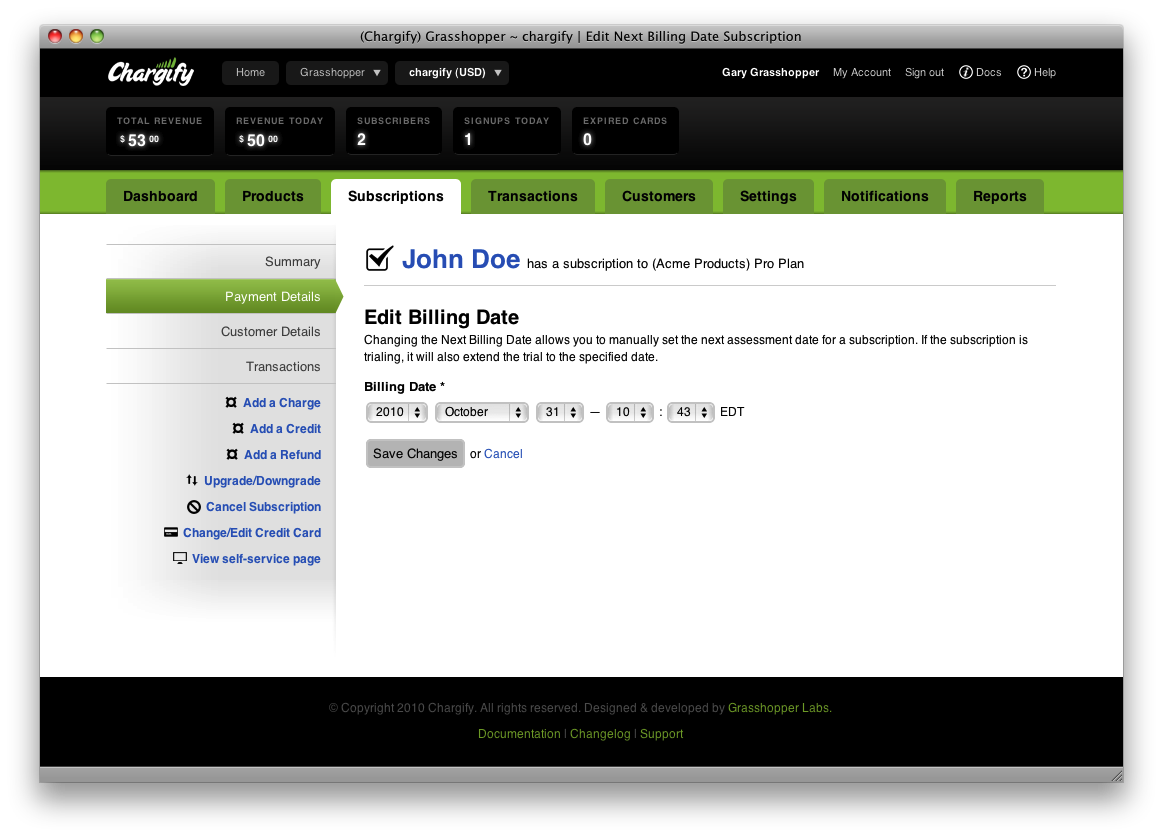 (Chargify) Grasshopper ~ chargify | Edit Next Billing Date Subscription
Chargify Home Grasshopper ▼ chargify (USD) ▼ Gary Grasshopper My Account Sign out i Docs ? Help
TOTAL REVENUE REVENUE TODAY SUBSCRIBERS SIGNUPS TODAY EXPIRED CARDS
$ 53 00 $ 50 00 2 1 0
Dashboard Products Subscriptions Transactions Customers Settings Notifications Reports
Summary
Payment Details
Customer Details
Transactions
Add a Charge
Add a Credit
Add a Refund
Upgrade/Downgrade
Cancel Subscription
Change/Edit Credit Card
View self-service page
John Doe has a subscription to (Acme Products) Pro Plan
Edit Billing Date
Changing the Next Billing Date allows you to manually set the next assessment date for a subscription. If the subscription is
trialing, it will also extend the trial to the specified date.
Billing Date *
2010 October 31 — 10 : 43 EDT
Save Changes or Cancel
© Copyright 2010 Chargify. All rights reserved. Designed & developed by Grasshopper Labs.
Documentation | Changelog | Support